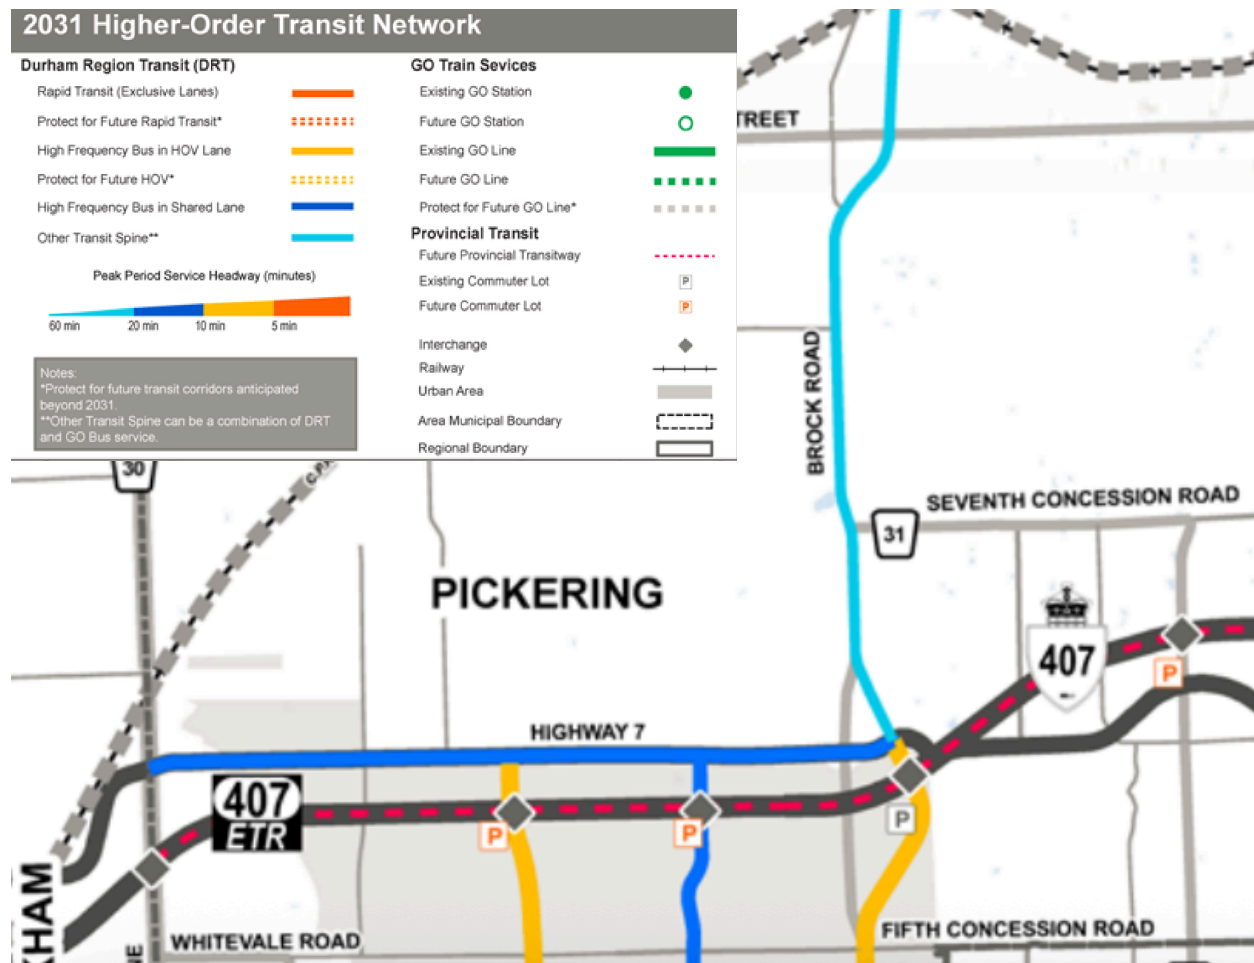 2031 Higher-Order Transit Network
Durham Region Transit (DRT)
Rapid Transit (Exclusive Lanes)
Protect for Future Rapid Transit*
High Frequency Bus in HOV Lane
Protect for Future HOV*
High Frequency Bus in Shared Lane
Other Transit Spine**
Peak Period Service Headway (minutes)
60 min 20 min 10 min 5 min
Notes:
*Protect for future transit corridors anticipated
beyond 2031.
**Other Transit Spine can be a combination of DRT
and GO Bus service.
GO Train Sevices
Existing GO Station
Future GO Station
Existing GO Line
Future GO Line
Protect for Future GO Line*
Provincial Transit
Future Provincial Transitway
Existing Commuter Lot
P
Future Commuter Lot
P
Interchange
Railway
Urban Area
Area Municipal Boundary
Regional Boundary
TREET
BROCK ROAD
30
C.P.R
SEVENTH CONCESSION ROAD
31
PICKERING
407
P
HIGHWAY 7
407
ETR
P
P
P
KHAM
WHITEVALE ROAD
NE
FIFTH CONCESSION ROAD